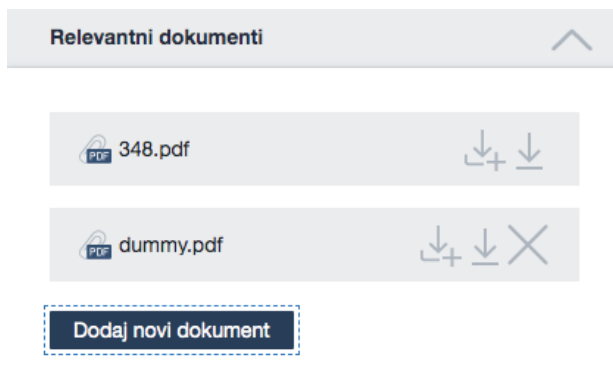 Relevantni dokumenti
PDF 348.pdf
PDF dummy.pdf
Dodaj novi dokument